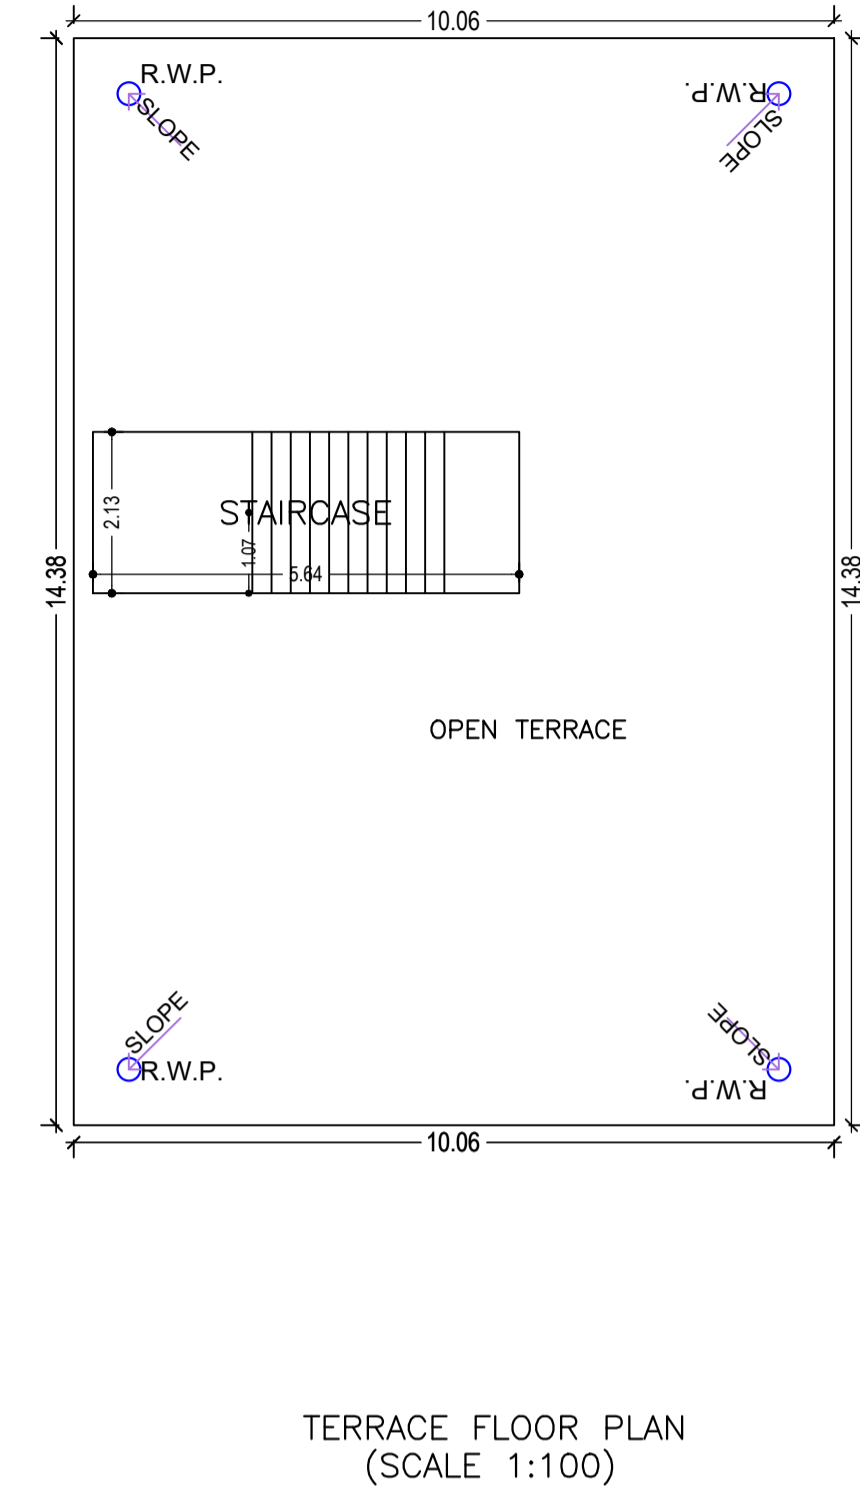 10.06
R.W.P.
R.W.P.
SLOPE
SLOPE
2.13
STAIRCASE
1.07
5.64
14.38
14.38
OPEN TERRACE
SLOPE
SLOPE
R.W.P.
R.W.P.
10.06
TERRACE FLOOR PLAN
(SCALE 1:100)